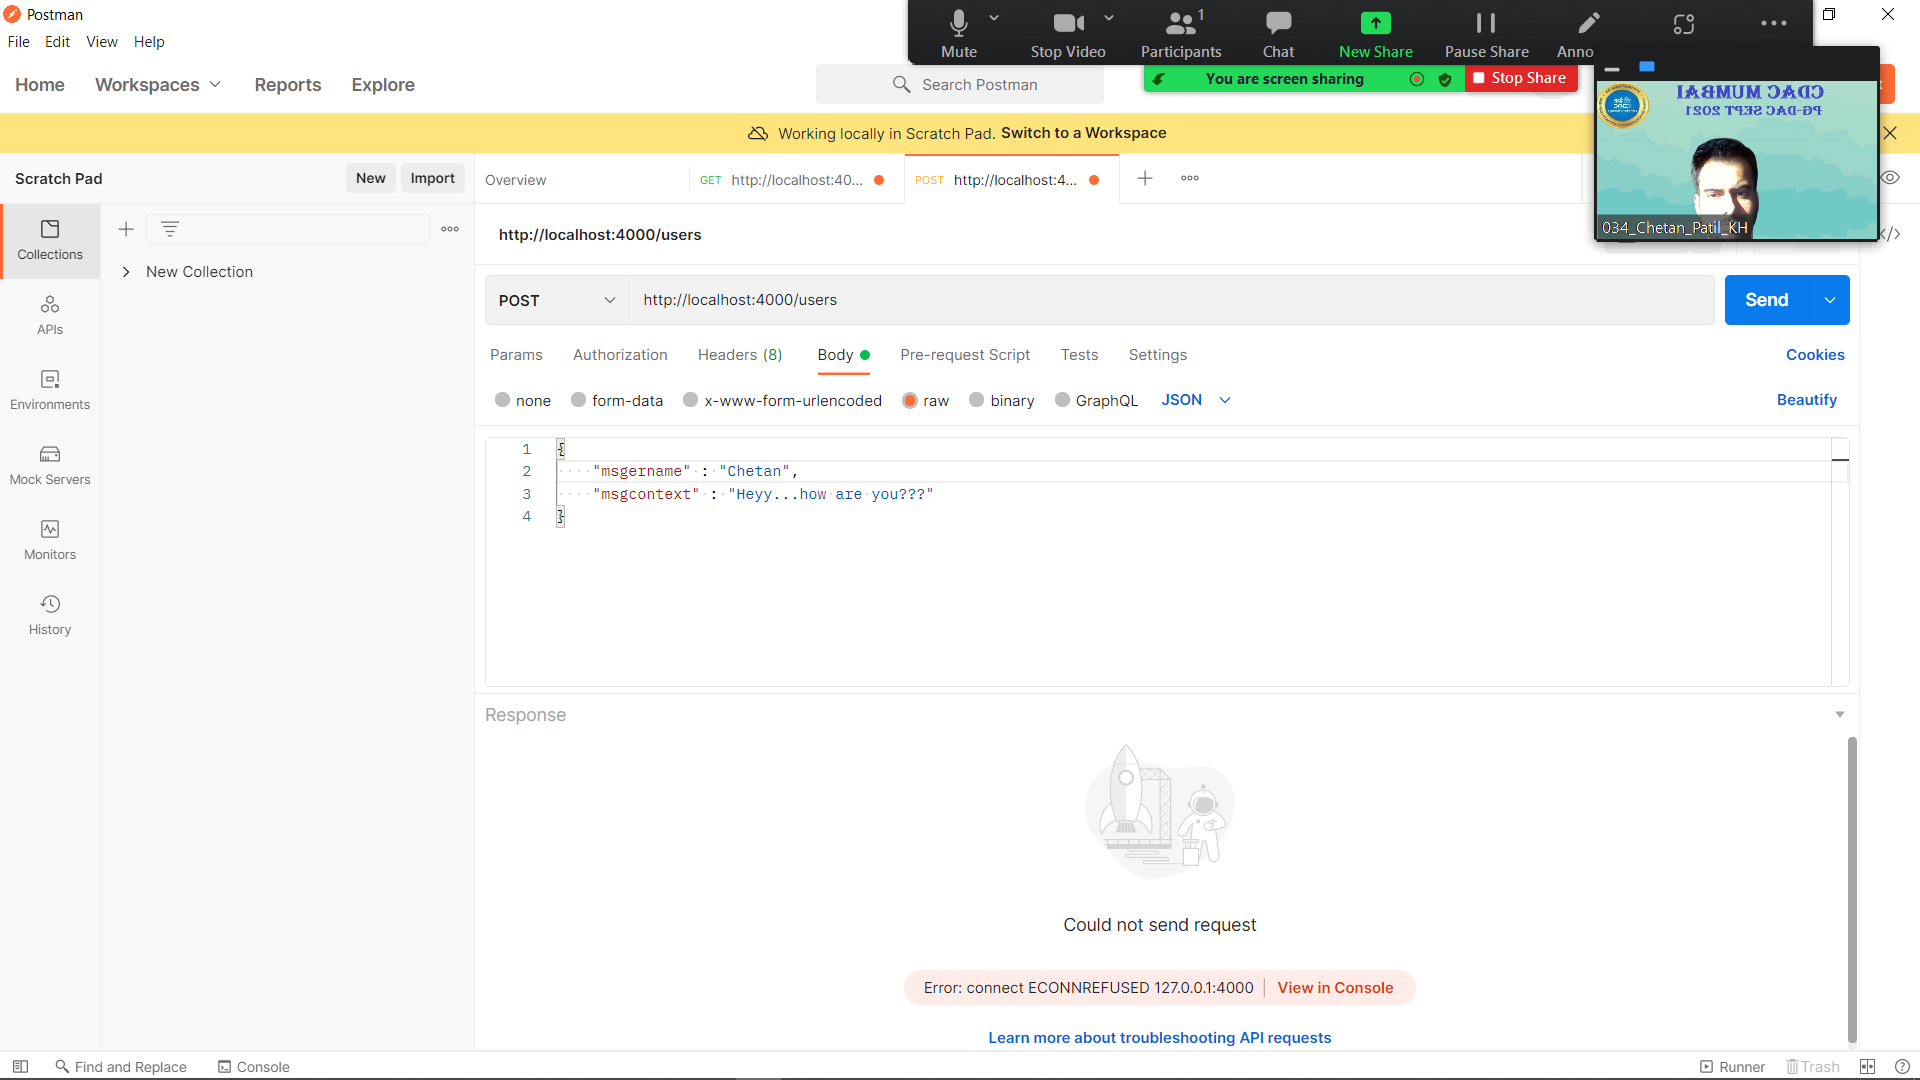 Postman
File Edit View Help
Mute Stop Video Participants 1 Chat New Share Pause Share Anno
You are screen sharing Stop Share
Home Workspaces Reports Explore Search Postman
CDAC MUMBAI
PG-DAC SEPT 2021
034_Chetan_Patil_KH
Working locally in Scratch Pad. Switch to a Workspace
Scratch Pad New Import
Overview GET http://localhost:40... POST http://localhost:4...
Collections
New Collection
APIs
Environments
Mock Servers
Monitors
History
http://localhost:4000/users
POST http://localhost:4000/users Send
Params Authorization Headers (8) Body Pre-request Script Tests Settings Cookies
none form-data x-www-form-urlencoded raw binary GraphQL JSON Beautify
1 {
2 "msgername" : "Chetan",
3 "msgcontext" : "Heyy...how are you???"
4 }
Response
Could not send request
Error: connect ECONNREFUSED 127.0.0.1:4000 View in Console
Learn more about troubleshooting API requests
Find and Replace Console Runner Trash